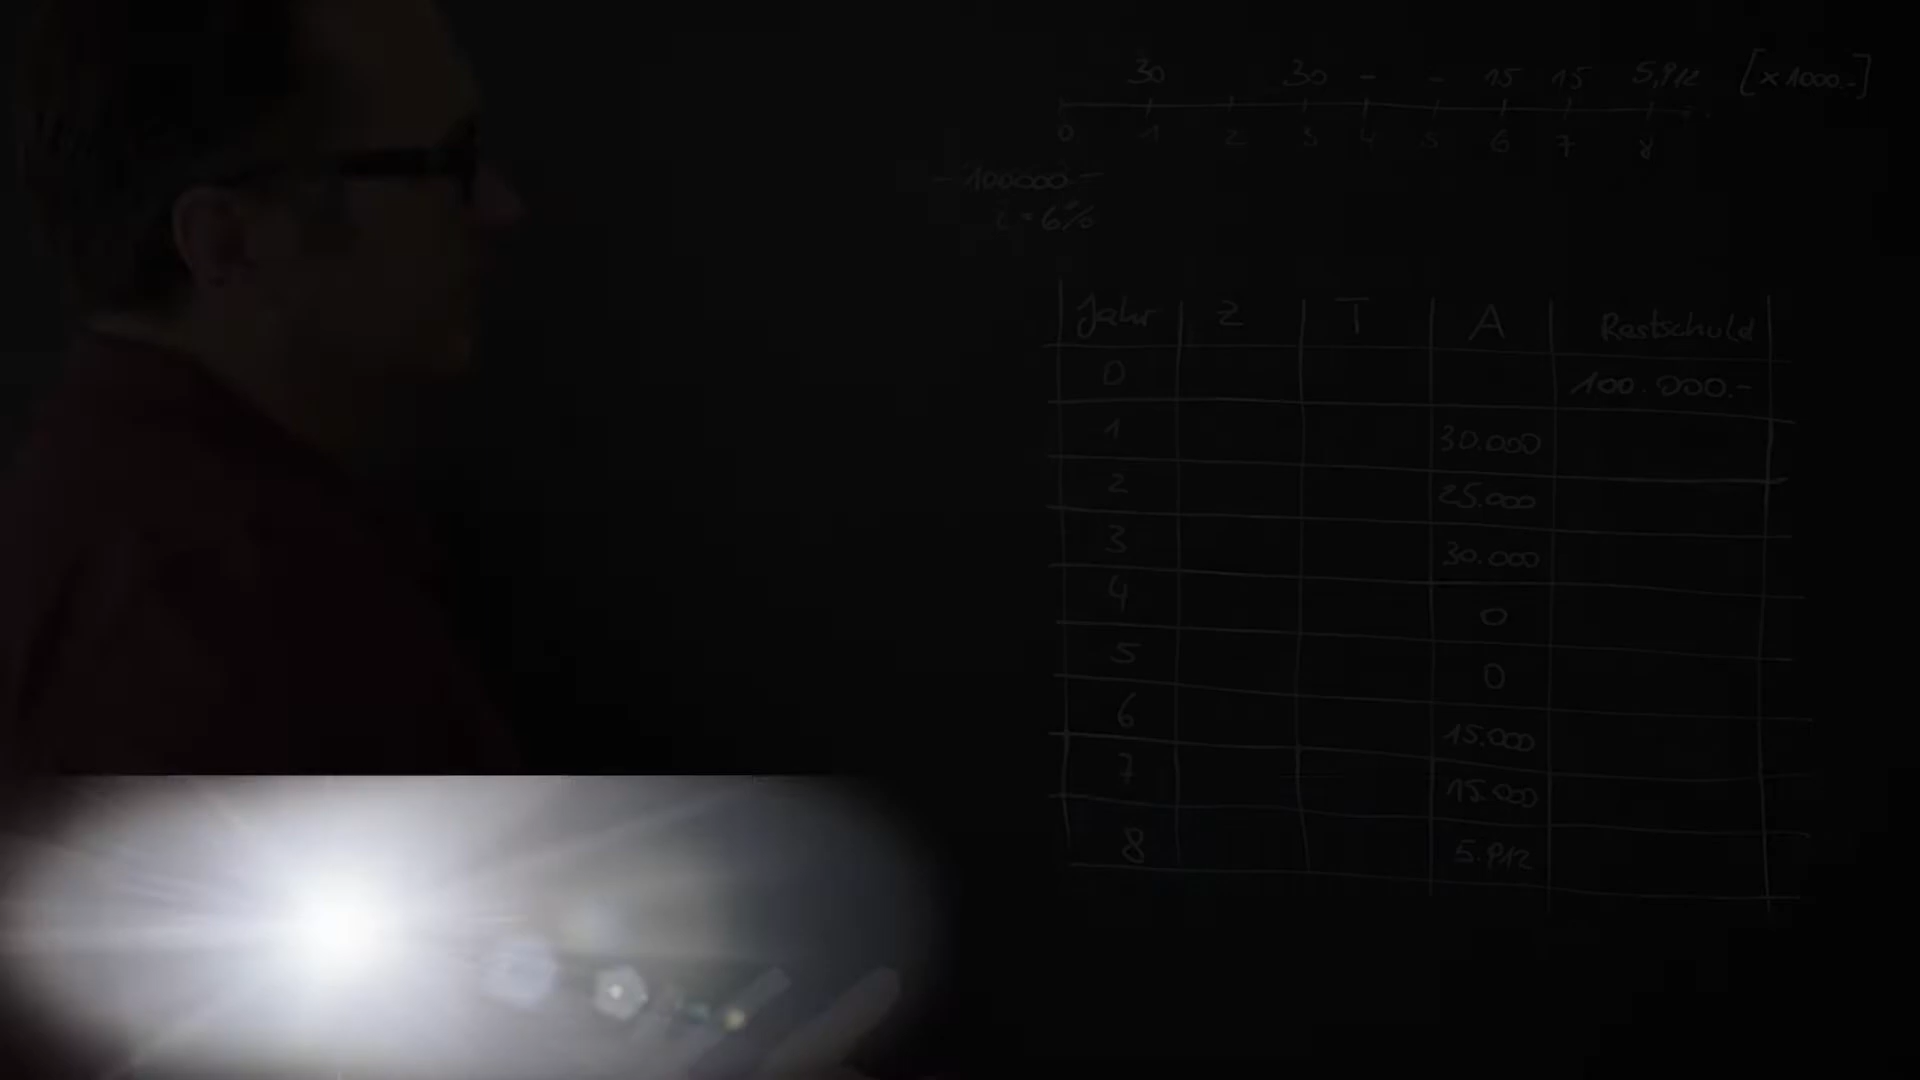 30 30 - - 15 15 5,912 [x1000.-]
0 1 2 3 4 5 6 7 8
- 100000 -
i = 6%
Jahr Z T A Restschuld
0 100.000.-
1 30.000
2 25.000
3 30.000
4 0
5 0
6 15.000
7 15.000
8 5.912